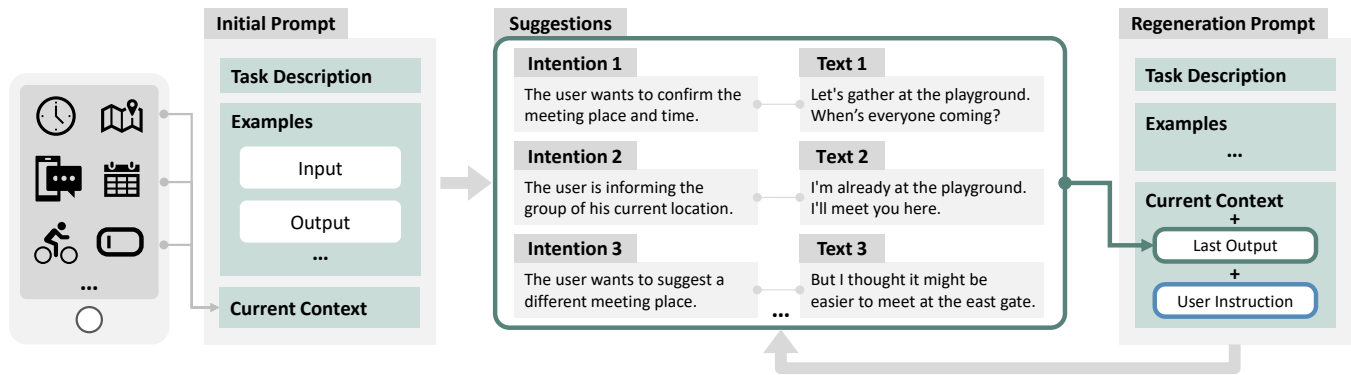 Initial Prompt
Task Description
Examples
Input
Output
...
Current Context
...
Suggestions
Intention 1
The user wants to confirm the
meeting place and time.
Text 1
Let's gather at the playground.
When’s everyone coming?
Intention 2
The user is informing the
group of his current location.
Text 2
I'm already at the playground.
I'll meet you here.
Intention 3
The user wants to suggest a
different meeting place.
Text 3
But I thought it might be
easier to meet at the east gate.
...
Regeneration Prompt
Task Description
Examples
...
Current Context
+
Last Output
+
User Instruction